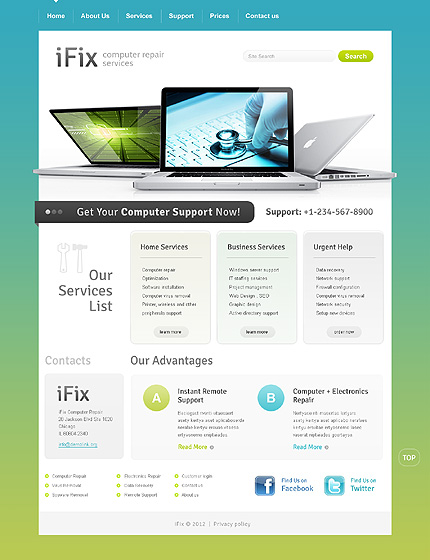 Home About Us Services Support Prices Contact us
iFix computer repair
services
Site Search Search
Get Your Computer Support Now!
Support: +1-234-567-8900
Our
Services
List
Home Services
Computer repair
Optimization
Software installation
Computer virus removal
Printer, wireless and other
peripherals support
learn more
Business Services
Windows server support
IT staffing services
Project management
Web Design , SEO
Graphic design
Active directory support
learn more
Urgent Help
Data recovery
Network support
Firewall configuration
Computer virus removal
Network security
Setup new devices
order now
Contacts
iFix
iFix Computer Repair
Chicago
info@demolink.org
Our Advantages
A
Instant Remote
Support
Read More
B
Computer + Electronics
Repair
Read More
Computer Repair
Virus Removal
Spyware Removal
Electronics Repair
Data Recovery
Remote Support
Customer login
Contact us
About us
Find Us on
Facebook
Find Us on
Twitter
TOP
iFix © 2012 | Privacy policy